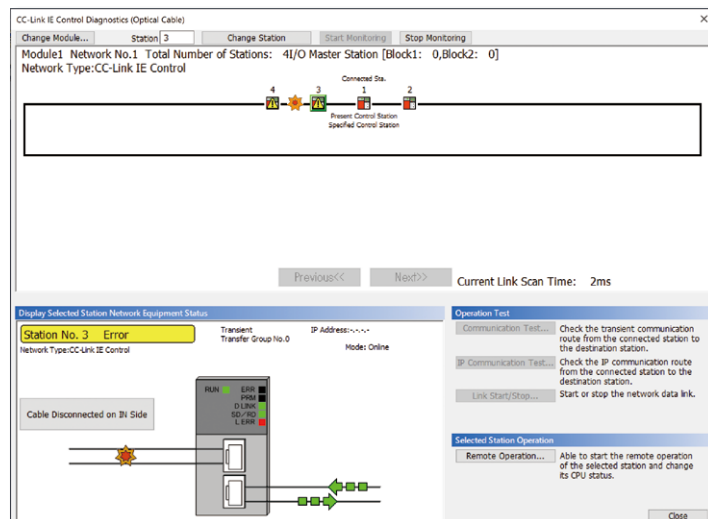 CC-Link IE Control Diagnostics (Optical Cable)
Change Module... Station 3 Change Station Start Monitoring Stop Monitoring
Module1 Network No.1 Total Number of Stations: 4I/O Master Station [Block1: 0,Block2: 0]
Network Type:CC-Link IE Control
Connected Sta.
4 3 1 2
Present Control Station
Specified Control Station
Previous<< Next>> Current Link Scan Time: 2ms
Display Selected Station Network Equipment Status
Station No. 3 Error
Network Type:CC-Link IE Control
Transient
Transfer Group No.0
IP Address:-.-.-.-
Mode: Online
RUN ERR
PRM
D LINK
SD/RD
L ERR
Cable Disconnected on IN Side
Operation Test
Communication Test... Check the transient communication
route from the connected station to
the destination station.
IP Communication Test... Check the IP communication route
from the connected station to the
destination station.
Link Start/Stop... Start or stop the network data link.
Selected Station Operation
Remote Operation... Able to start the remote operation
of the selected station and change
its CPU status.
Close